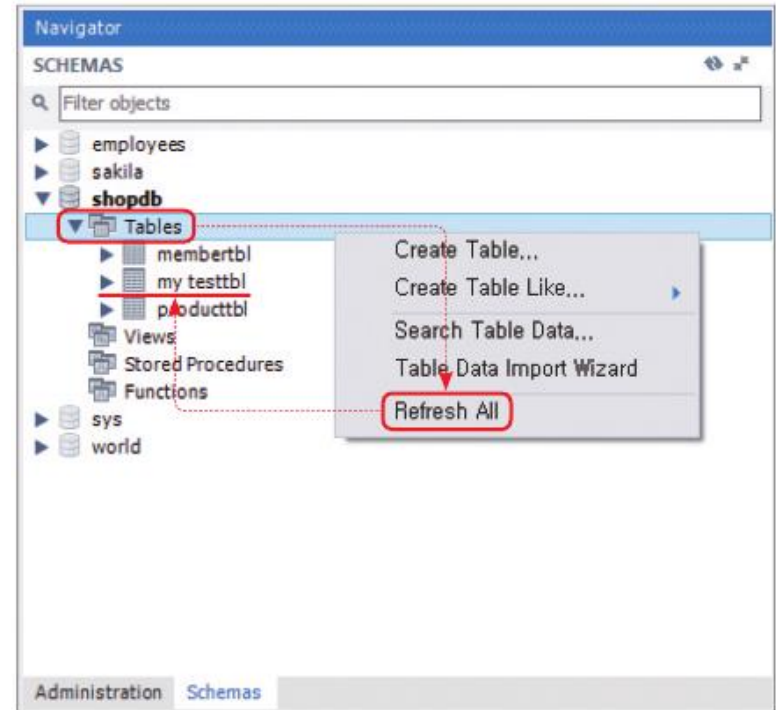 Navigator
SCHEMAS
Filter objects
employees
sakila
shopdb
Tables
membertbl
my testtbl
producttbl
Views
Stored Procedures
Functions
sys
world
Create Table...
Create Table Like...
Search Table Data...
Table Data Import Wizard
Refresh All
Administration Schemas